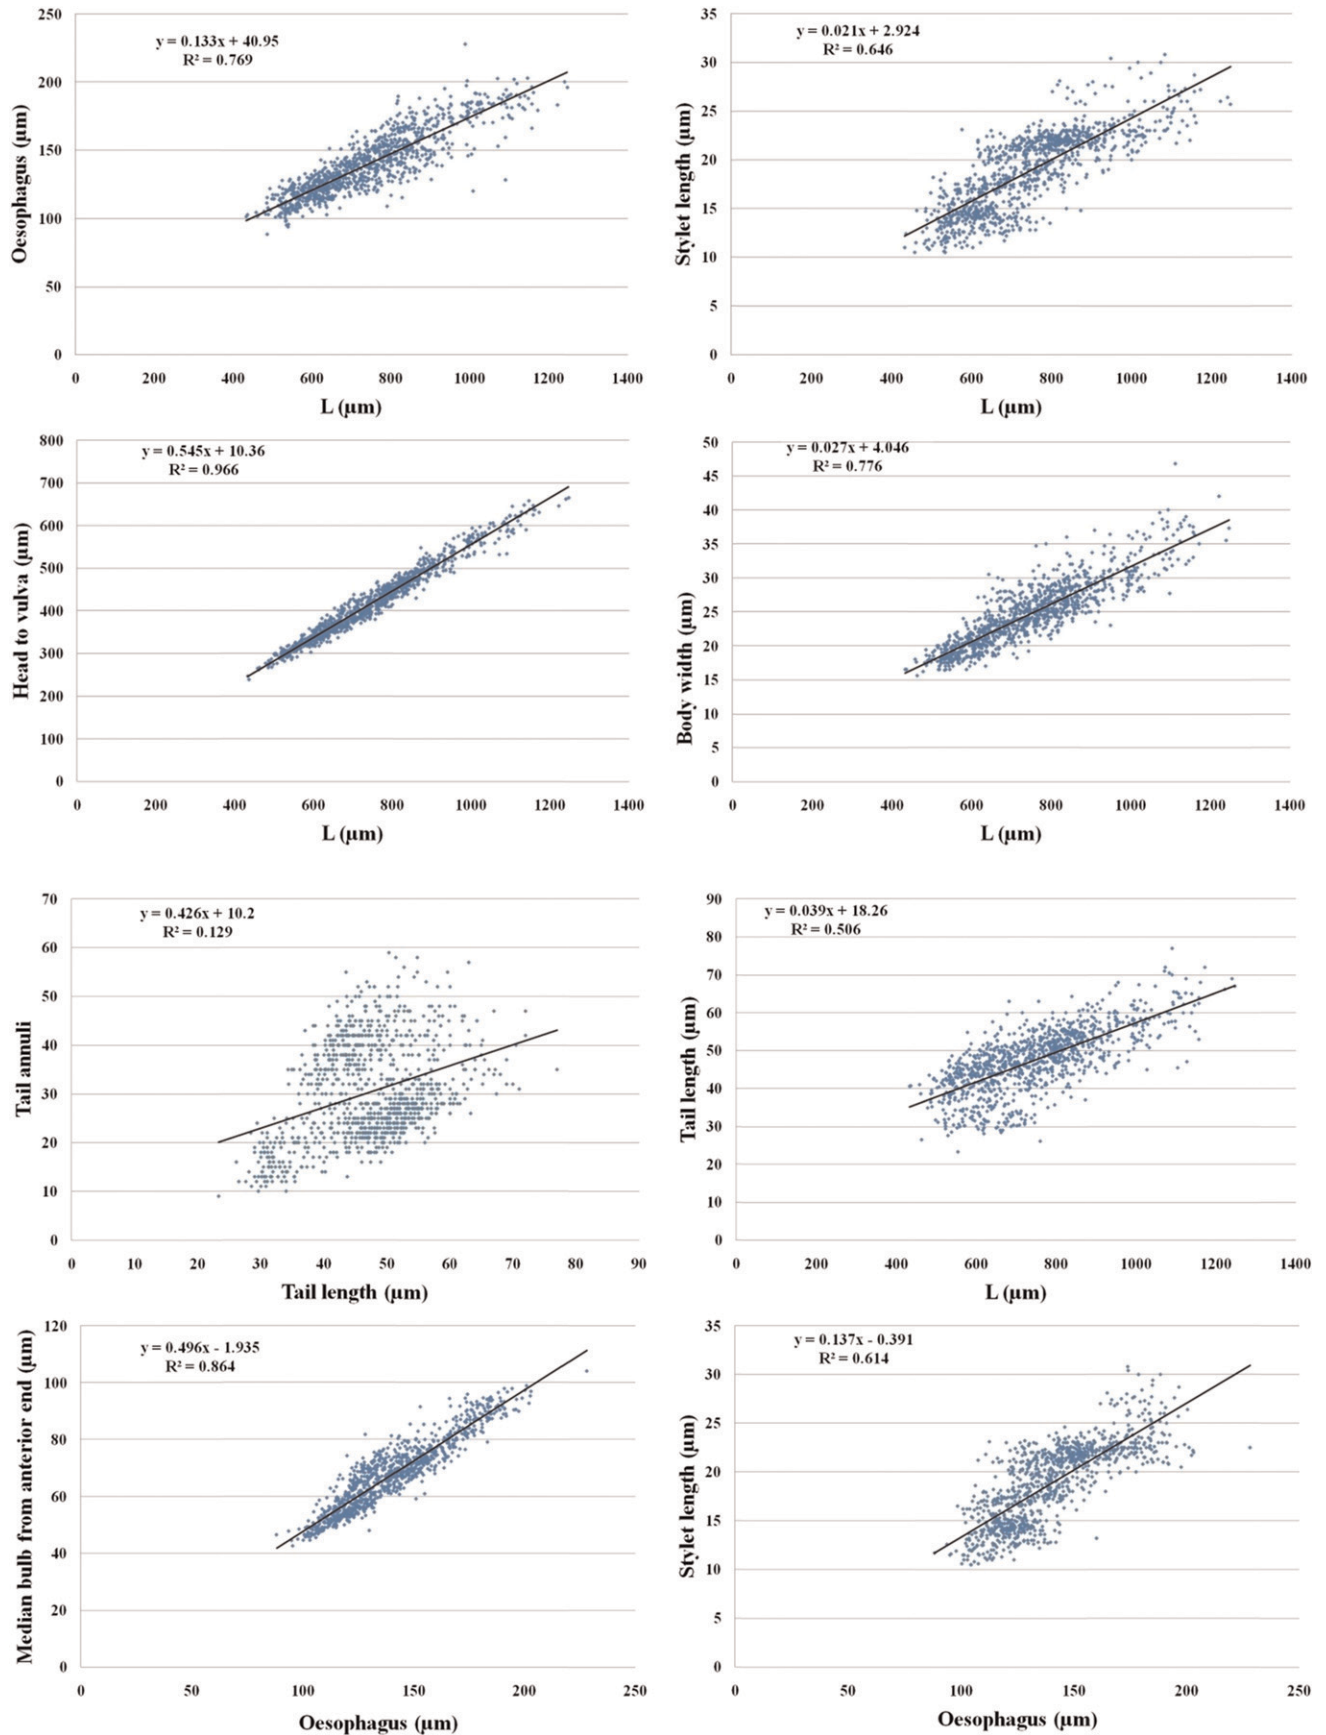 y = 0.133x + 40.95
R² = 0.769
250
200
150
100
50
0
Oesophagus (µm)
0 200 400 600 800 1000 1200 1400
L (µm)
y = 0.021x + 2.924
R² = 0.646
35
30
25
20
15
10
5
0
Stylet length (µm)
0 200 400 600 800 1000 1200 1400
L (µm)
y = 0.545x + 10.36
R² = 0.966
800
700
600
500
400
300
200
100
0
Head to vulva (µm)
0 200 400 600 800 1000 1200 1400
L (µm)
y = 0.027x + 4.046
R² = 0.776
50
45
40
35
30
25
20
15
10
5
0
Body width (µm)
0 200 400 600 800 1000 1200 1400
L (µm)
y = 0.426x + 10.2
R² = 0.129
70
60
50
40
30
20
10
0
Tail annuli
0 10 20 30 40 50 60 70 80 90
Tail length (µm)
y = 0.039x + 18.26
R² = 0.506
90
80
70
60
50
40
30
20
10
0
Tail length (µm)
0 200 400 600 800 1000 1200 1400
L (µm)
y = 0.496x - 1.935
R² = 0.864
120
100
80
60
40
20
0
Median bulb from anterior end (µm)
0 50 100 150 200 250
Oesophagus (µm)
y = 0.137x - 0.391
R² = 0.614
35
30
25
20
15
10
5
0
Stylet length (µm)
0 50 100 150 200 250
Oesophagus (µm)